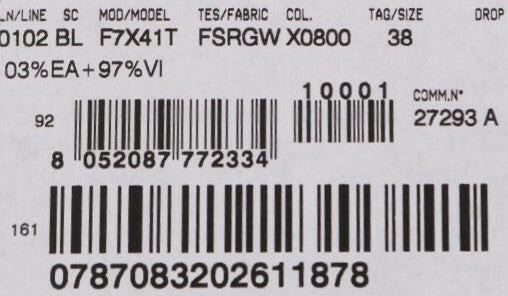 LN/LINE SC MOD/MODEL TES/FABRIC COL. TAG/SIZE DROP
0102 BL F7X41T FSRGW X0800 38
03%EA+97%VI
10001 COMM.N°
92 27293 A
8 052087 772334
161
0787083202611878